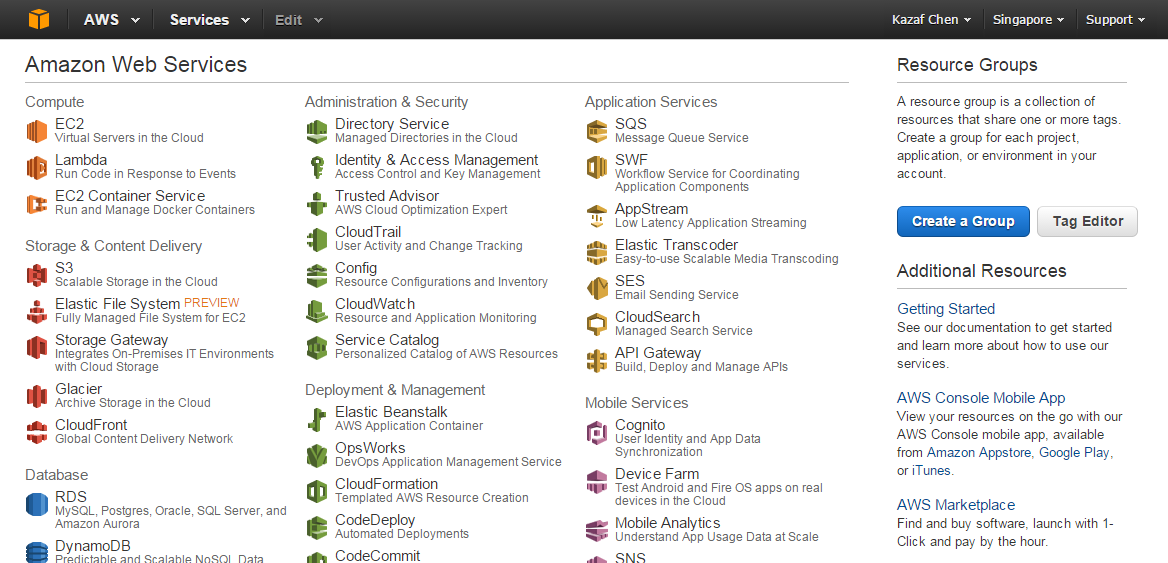 AWS Services Edit Kazaf Chen Singapore Support
Amazon Web Services
Compute
EC2
Virtual Servers in the Cloud
Lambda
Run Code in Response to Events
EC2 Container Service
Run and Manage Docker Containers
Storage & Content Delivery
S3
Scalable Storage in the Cloud
Elastic File System PREVIEW
Fully Managed File System for EC2
Storage Gateway
Integrates On-Premises IT Environments
with Cloud Storage
Glacier
Archive Storage in the Cloud
CloudFront
Global Content Delivery Network
Database
RDS
MySQL, Postgres, Oracle, SQL Server, and
Amazon Aurora
DynamoDB
Predictable and Scalable NoSQL Data
Administration & Security
Directory Service
Managed Directories in the Cloud
Identity & Access Management
Access Control and Key Management
Trusted Advisor
AWS Cloud Optimization Expert
CloudTrail
User Activity and Change Tracking
Config
Resource Configurations and Inventory
CloudWatch
Resource and Application Monitoring
Service Catalog
Personalized Catalog of AWS Resources
Deployment & Management
Elastic Beanstalk
AWS Application Container
OpsWorks
DevOps Application Management Service
CloudFormation
Templated AWS Resource Creation
CodeDeploy
Automated Deployments
CodeCommit
Application Services
SQS
Message Queue Service
SWF
Workflow Service for Coordinating
Application Components
AppStream
Low Latency Application Streaming
Elastic Transcoder
Easy-to-use Scalable Media Transcoding
SES
Email Sending Service
CloudSearch
Managed Search Service
API Gateway
Build, Deploy and Manage APIs
Mobile Services
Cognito
User Identity and App Data
Synchronization
Device Farm
Test Android and Fire OS apps on real
devices in the Cloud
Mobile Analytics
Understand App Usage Data at Scale
SNS
Resource Groups
A resource group is a collection of
resources that share one or more tags.
Create a group for each project,
application, or environment in your
account.
Create a Group Tag Editor
Additional Resources
Getting Started
See our documentation to get started
and learn more about how to use our
services.
AWS Console Mobile App
View your resources on the go with our
AWS Console mobile app, available
from Amazon Appstore, Google Play,
or iTunes.
AWS Marketplace
Find and buy software, launch with 1-
Click and pay by the hour.